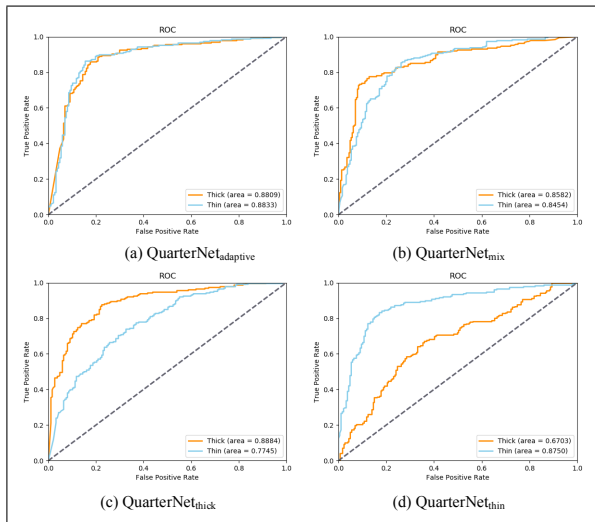 ROC
True Positive Rate
1.0
0.8
0.6
0.4
0.2
0.0
0.0 0.2 0.4 0.6 0.8 1.0
False Positive Rate
Thick (area = 0.8809)
Thin (area = 0.8833)
(a) QuarterNetadaptive
ROC
True Positive Rate
1.0
0.8
0.6
0.4
0.2
0.0
0.0 0.2 0.4 0.6 0.8 1.0
False Positive Rate
Thick (area = 0.8582)
Thin (area = 0.8454)
(b) QuarterNetmix
ROC
True Positive Rate
1.0
0.8
0.6
0.4
0.2
0.0
0.0 0.2 0.4 0.6 0.8 1.0
False Positive Rate
Thick (area = 0.8884)
Thin (area = 0.7745)
(c) QuarterNetthick
ROC
True Positive Rate
1.0
0.8
0.6
0.4
0.2
0.0
0.0 0.2 0.4 0.6 0.8 1.0
False Positive Rate
Thick (area = 0.6703)
Thin (area = 0.8750)
(d) QuarterNetthin